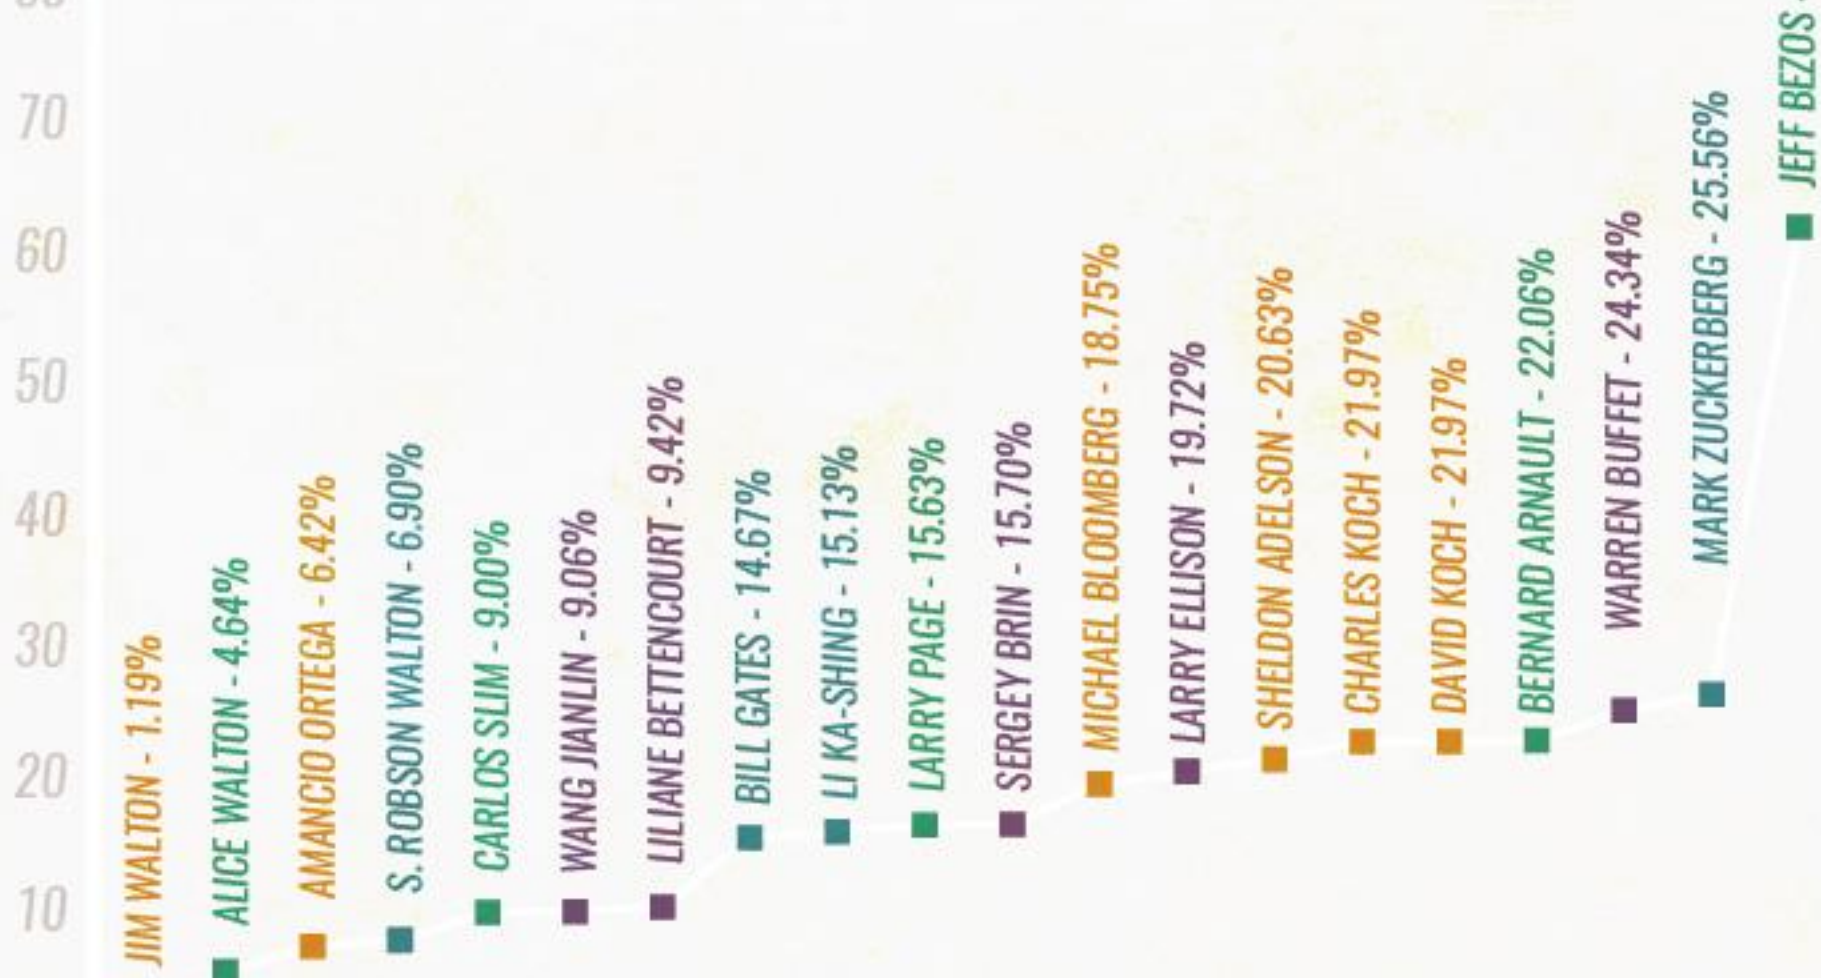 70
60
50
40
30
20
10
JIM WALTON - 1.19%
ALICE WALTON - 4.64%
AMANCIO ORTEGA - 6.42%
S. ROBSON WALTON - 6.90%
CARLOS SLIM - 9.00%
WANG JIANLIN - 9.06%
LILIANE BETTENCOURT - 9.42%
BILL GATES - 14.67%
LI KA-SHING - 15.13%
LARRY PAGE - 15.63%
SERGEY BRIN - 15.70%
MICHAEL BLOOMBERG - 18.75%
LARRY ELLISON - 19.72%
SHELDON ADELSON - 20.63%
CHARLES KOCH - 21.97%
DAVID KOCH - 21.97%
BERNARD ARNAULT - 22.06%
WARREN BUFFET - 24.34%
MARK ZUCKERBERG - 25.56%
JEFF BEZOS